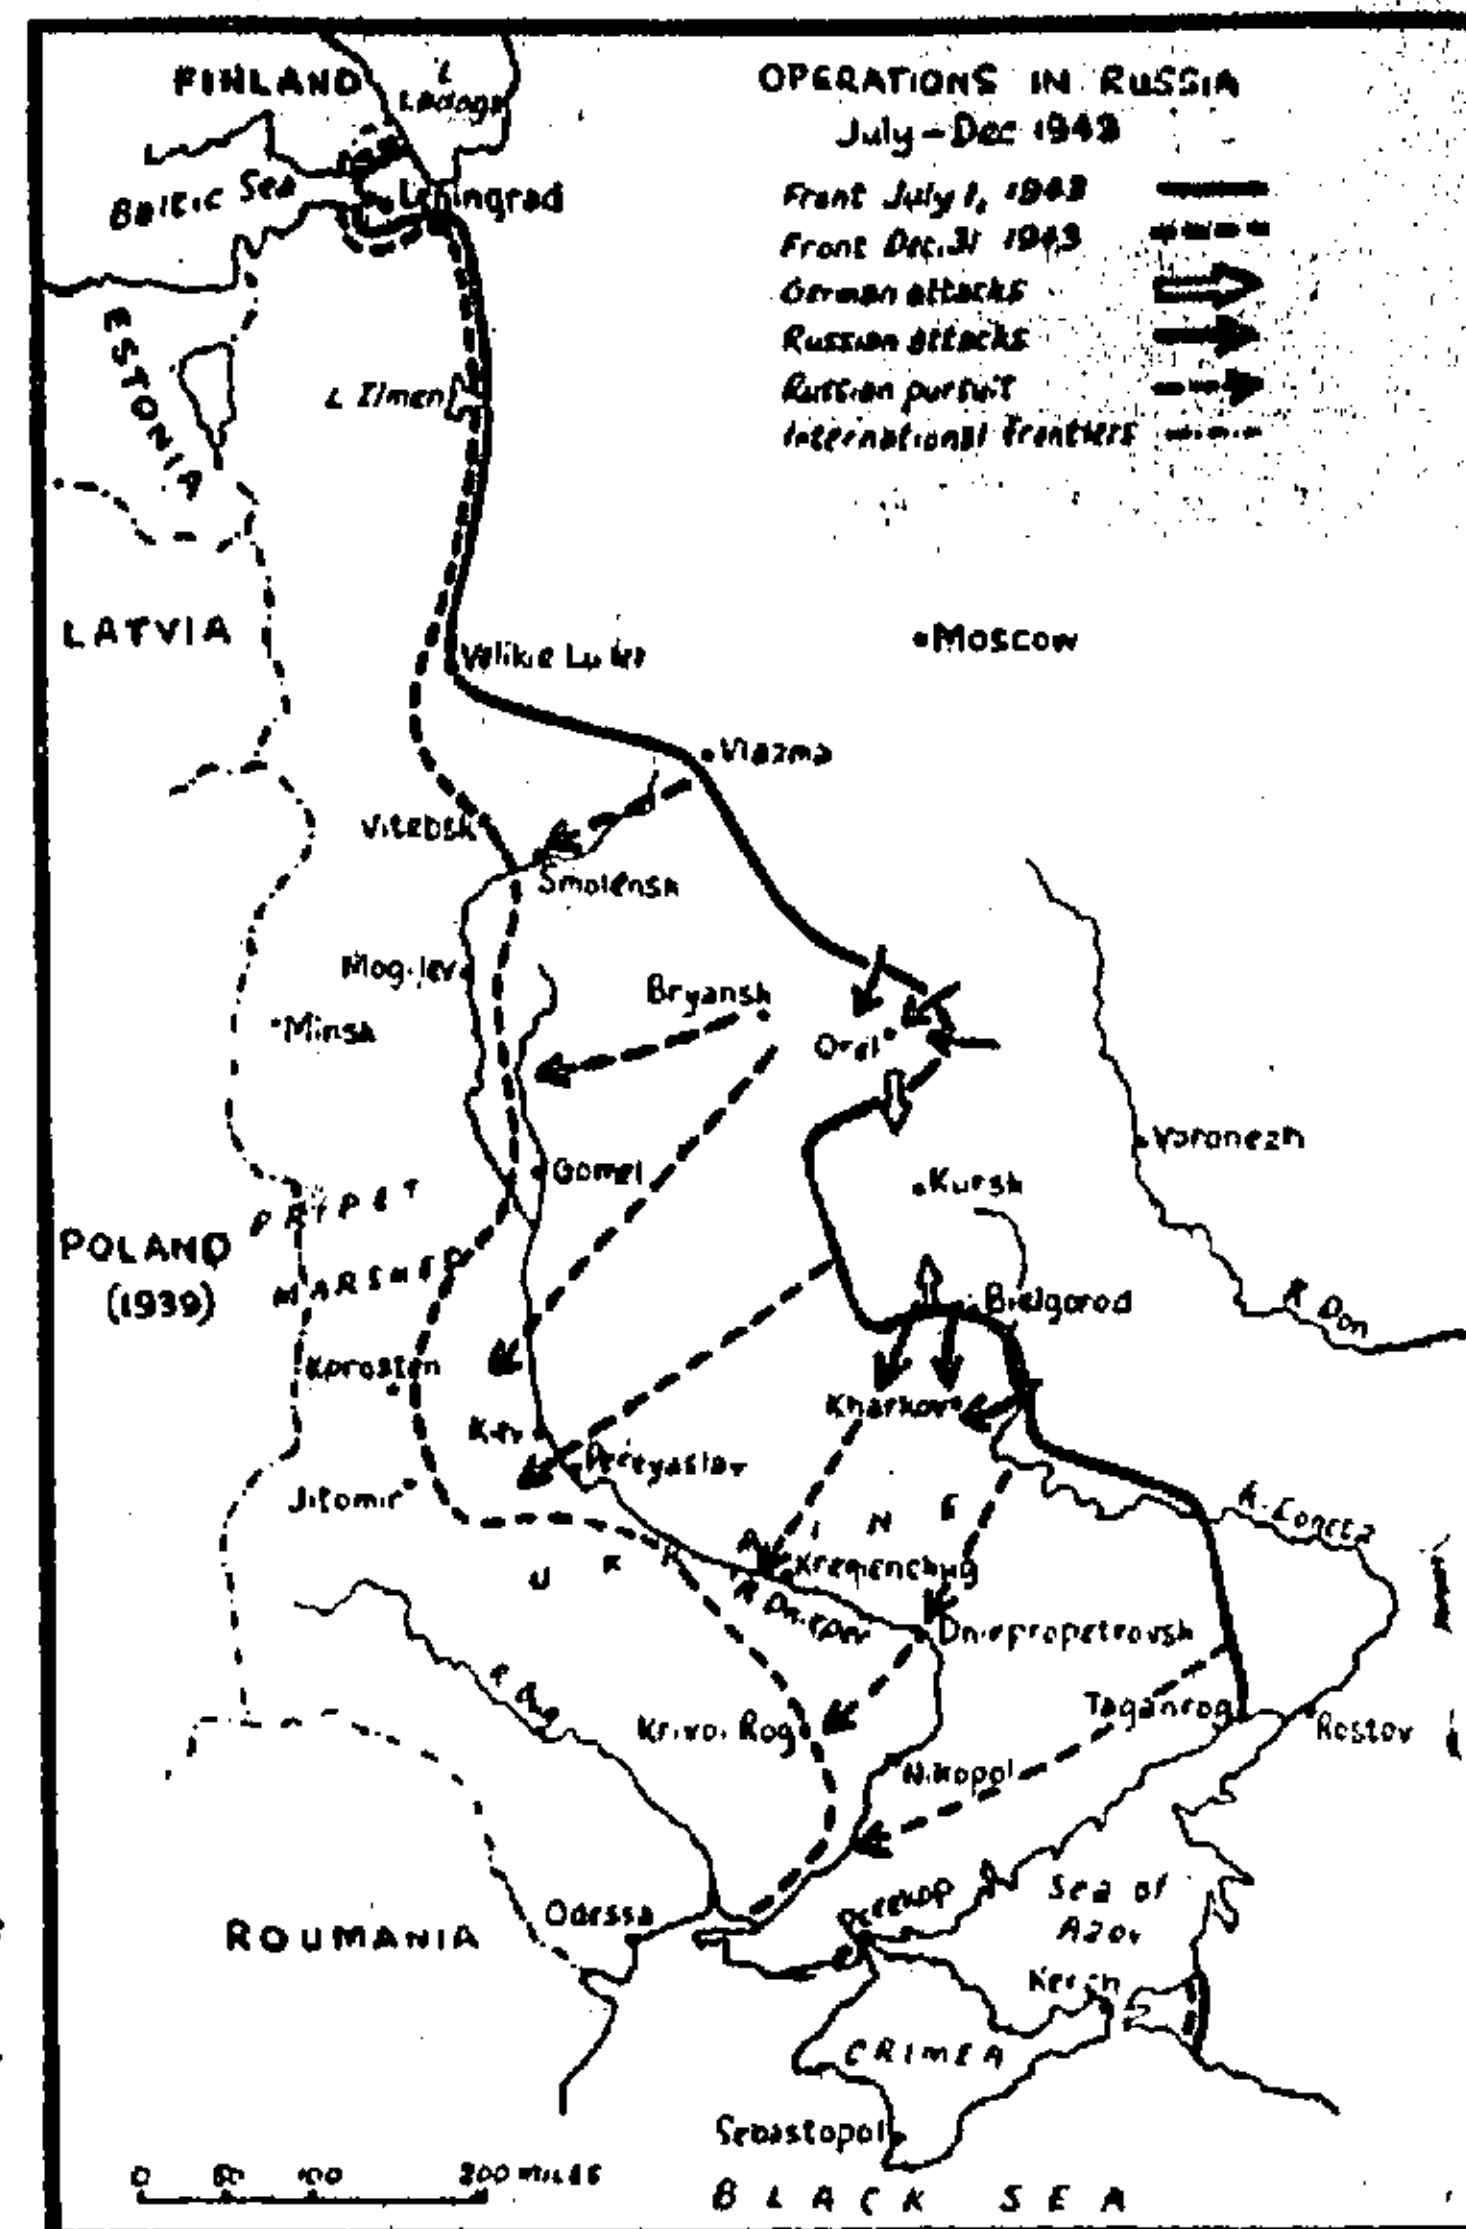 OPERATIONS IN RUSSIA
July - Dec 1943
Front July 1, 1943
Front Dec. 31 1943
German attacks
Russian attacks
Russian pursuit
International Frontiers
FINLAND
L Ladoga
Baltic Sea
Leningrad
ESTONIA
L Ilmen
LATVIA
Moscow
Velikie Luki
Viazma
Vitebsk
Smolensk
Mogilev
Bryansk
Minsk
Orel
Voronezh
Gomel
Kursk
PRIPET
MARSHES
POLAND
(1939)
R Don
Bielgorod
Korosten
Kharkov
Kiev
Pereyaslav
Jitomir
UKRAINE
R. Donetz
Kremenchug
R Dnieper
Dniepropetrovsk
R Bug
Krivoi Rog
Taganrog
Rostov
Nikopol
Odessa
Perekop
Sea of
Azov
ROUMANIA
Kerch
CRIMEA
Sebastopol
0 50 100 200 MILES
BLACK SEA